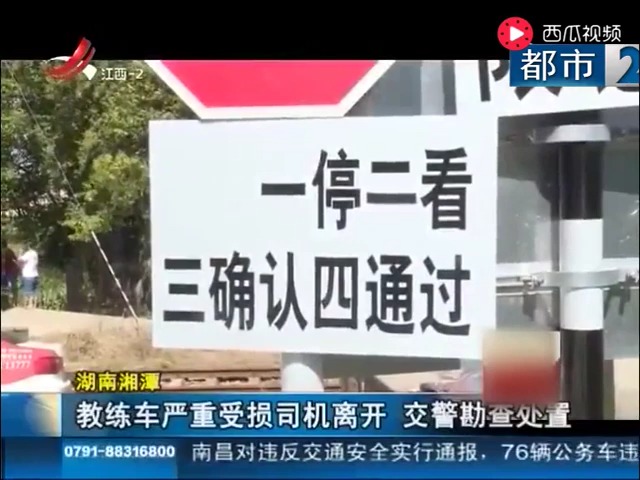 西瓜视频
江西-2
都市2
一停二看
三确认四通过
13777
湖南湘潭
教练车严重受损司机离开 交警勘查处置
0791-88316800
南昌对违反交通安全实行通报，76辆公务车违